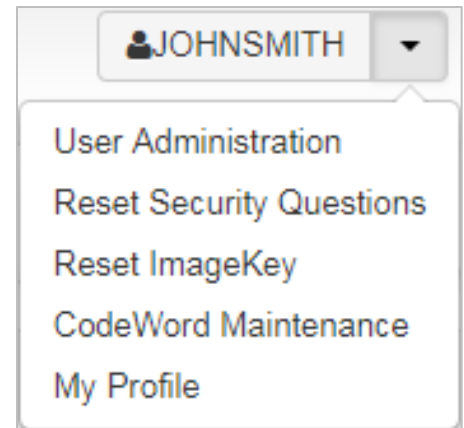 JOHNSMITH
User Administration
Reset Security Questions
Reset ImageKey
CodeWord Maintenance
My Profile